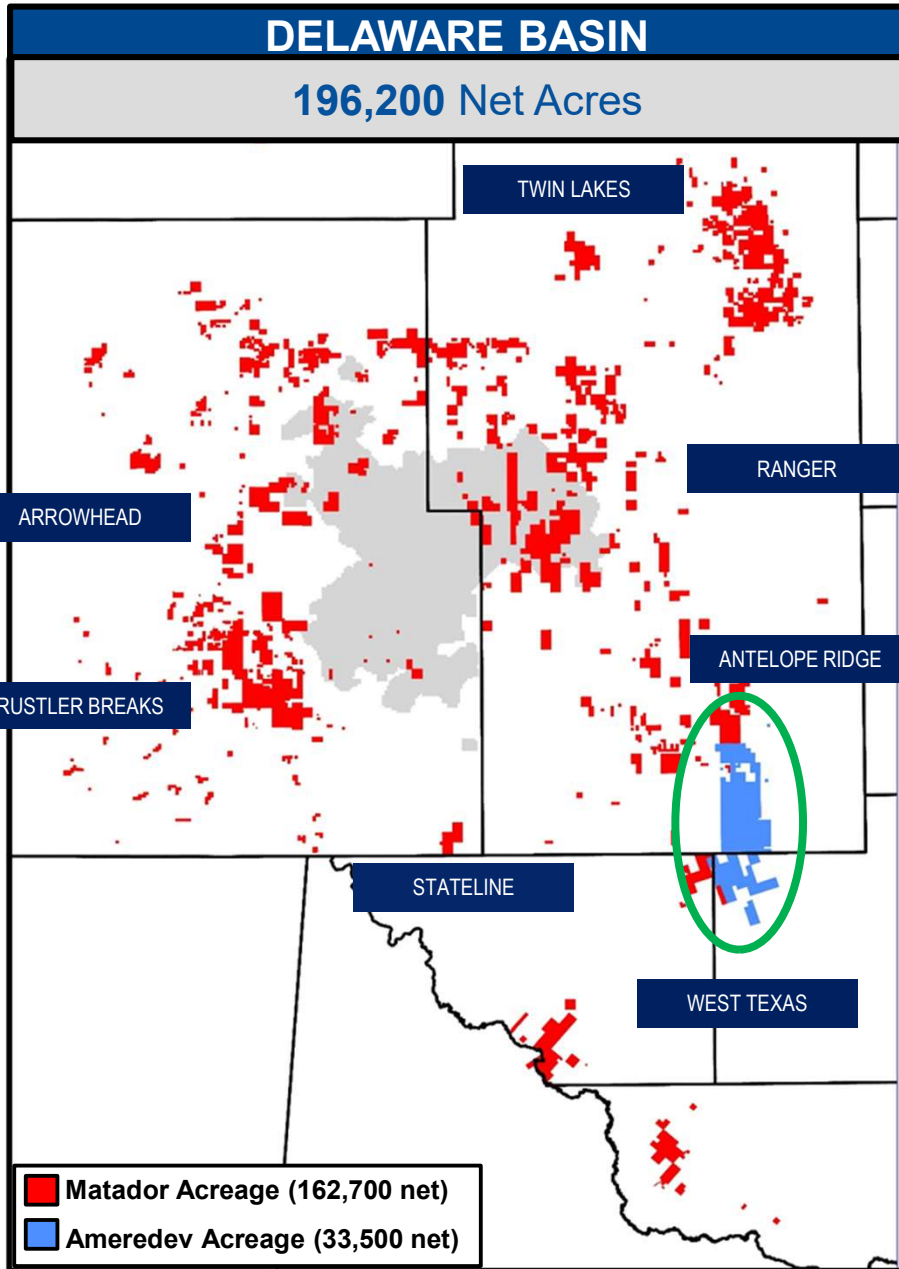 DELAWARE BASIN
196,200 Net Acres
TWIN LAKES
RANGER
ARROWHEAD
ANTELOPE RIDGE
RUSTLER BREAKS
STATELINE
WEST TEXAS
Matador Acreage (162,700 net)
Ameredev Acreage (33,500 net)